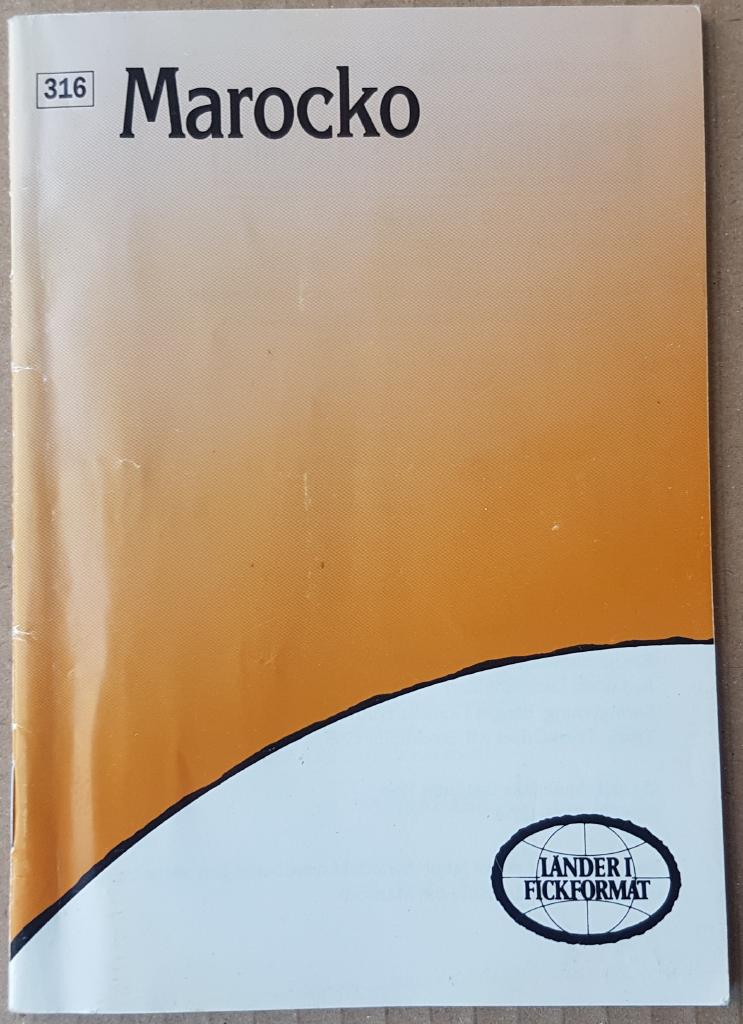 316
Marocko
LÄNDER I
FICKFORMAT